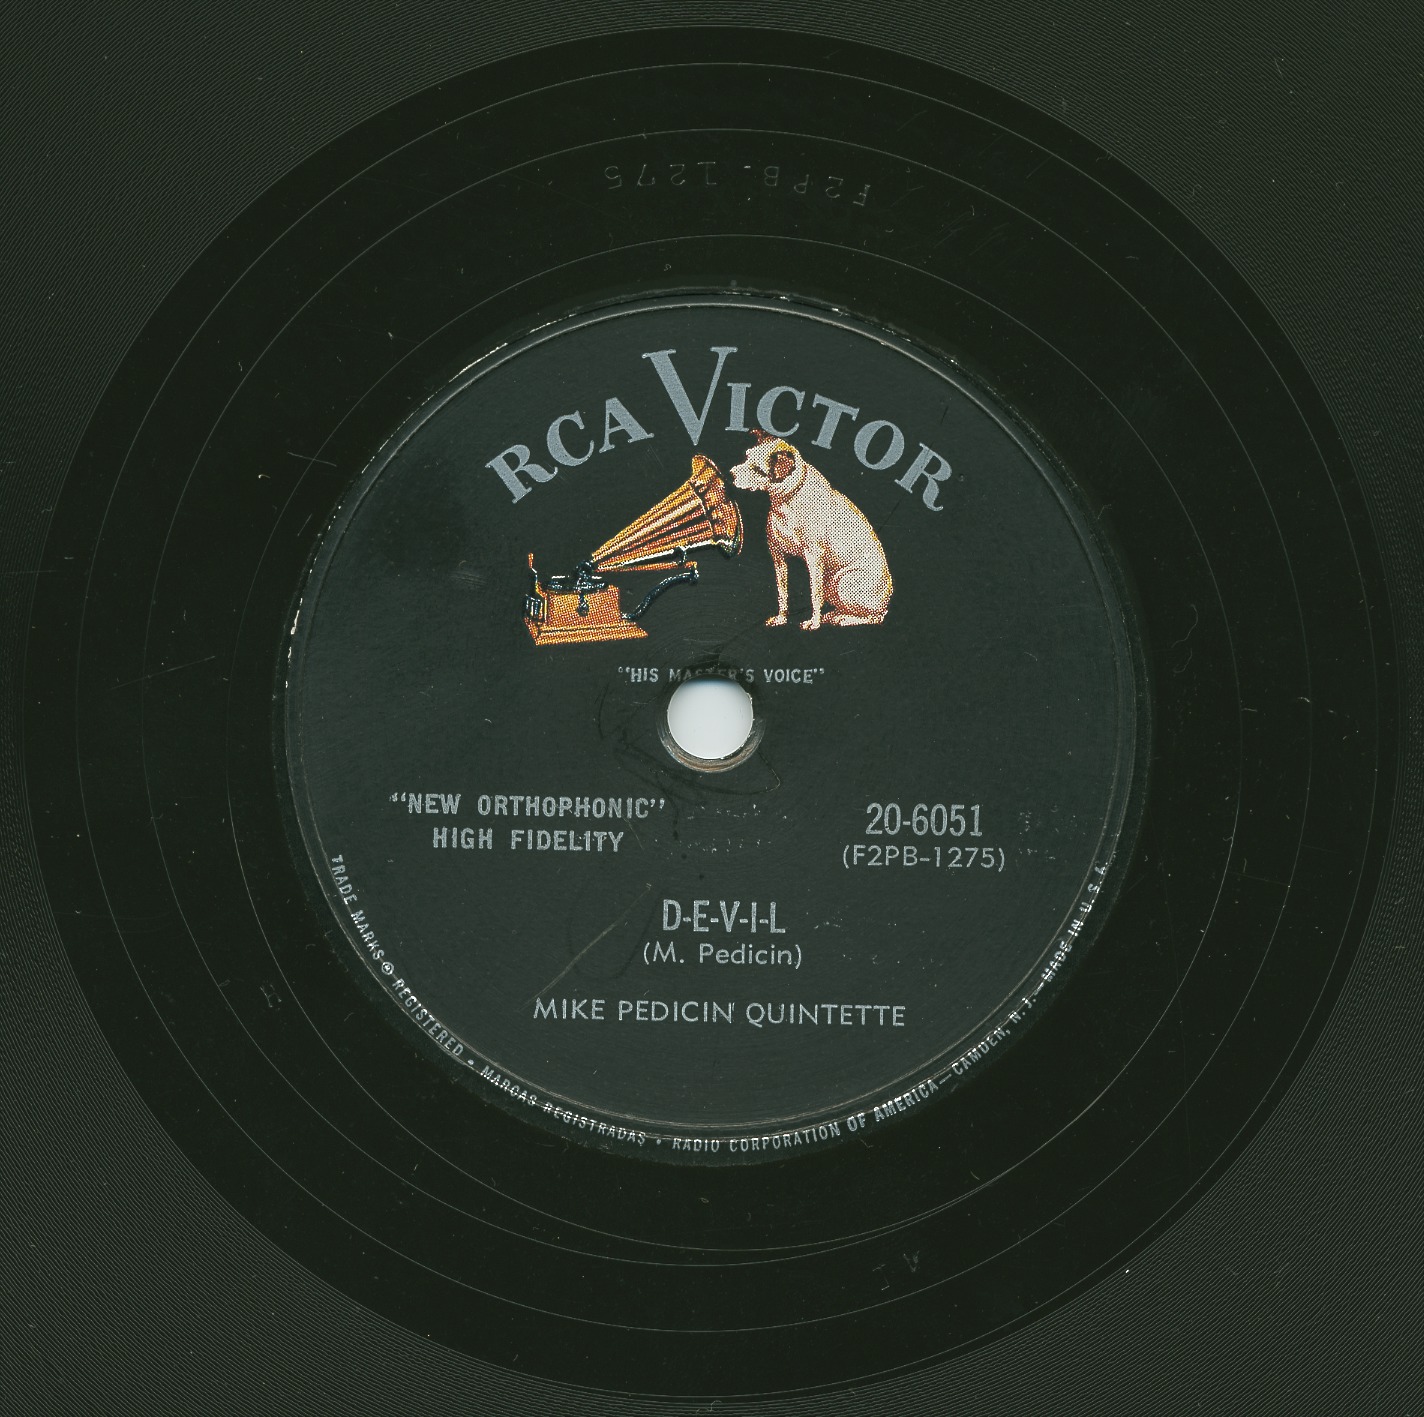 F2PB-1275
RCA VICTOR
"HIS MASTER'S VOICE"
"NEW ORTHOPHONIC"
HIGH FIDELITY
20-6051
(F2PB-1275)
D-E-V-I-L
(M. Pedicin)
MIKE PEDICIN QUINTETTE
TRADE MARKS ® REGISTERED • MARCAS REGISTRADAS • RADIO CORPORATION OF AMERICA—CAMDEN, N. J.—MADE IN U.S.A.